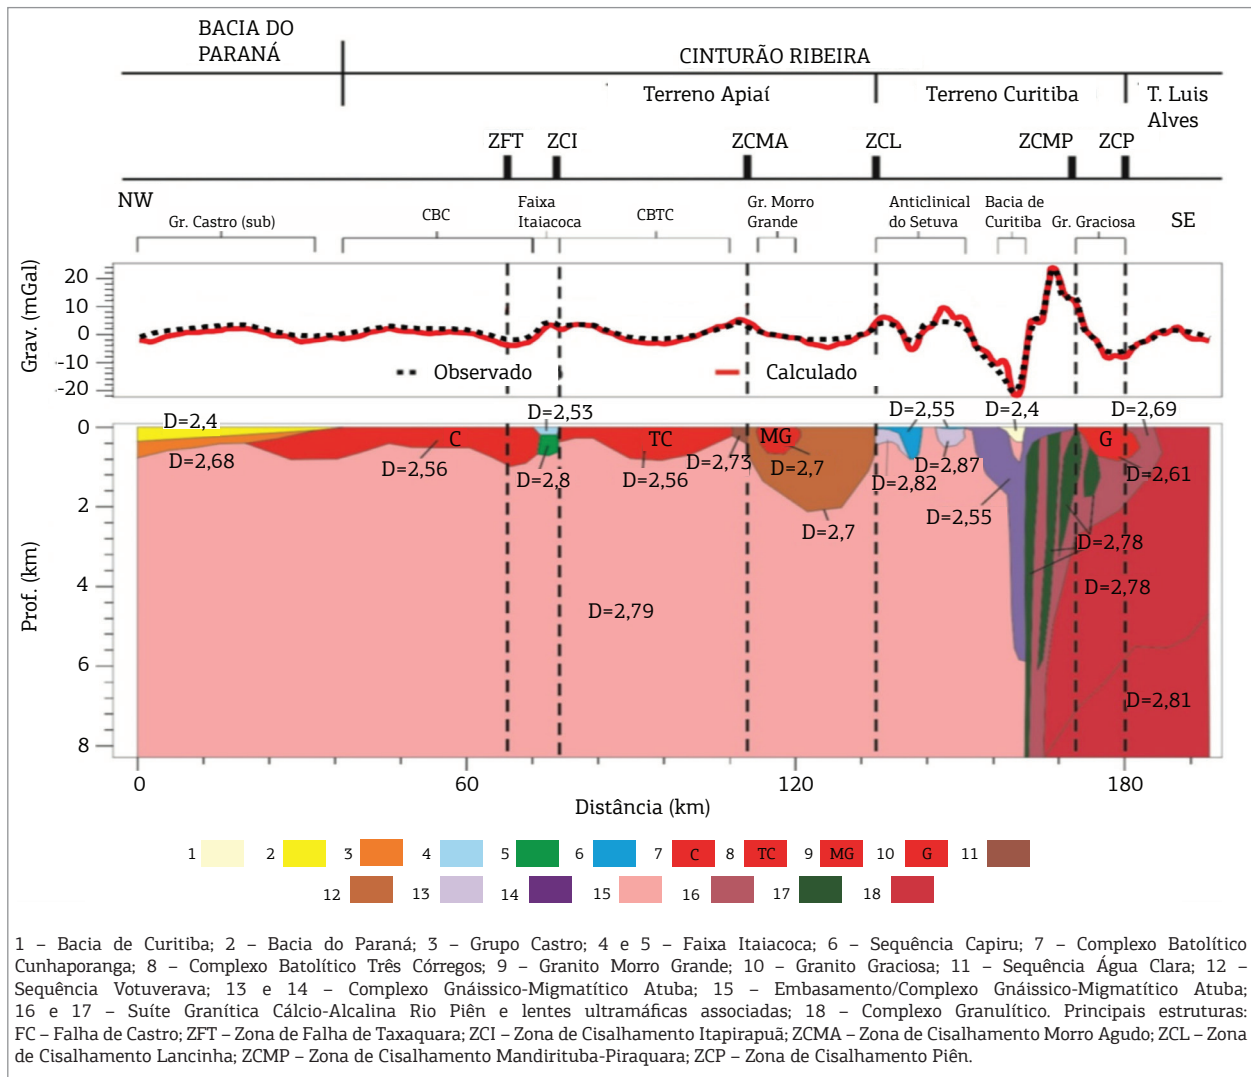 BACIA DO
PARANÁ
CINTURÃO RIBEIRA
Terreno Apiaí
Terreno Curitiba
T. Luis
Alves
ZFT
ZCI
ZCMA
ZCL
ZCMP
ZCP
NW
Gr. Castro (sub)
CBC
Faixa
Itaiacoca
CBTC
Gr. Morro
Grande
Anticlinical
do Setuva
Bacia de
Curitiba
Gr. Graciosa
SE
Grav. (mGal)
20
10
0
-10
-20
Observado
Calculado
D=2,4
D=2,53
D=2,55
D=2,4
D=2,69
Prof. (km)
0
2
4
6
8
C
TC
MG
G
D=2,68
D=2,56
D=2,8
D=2,56
D=2,73
D=2,7
D=2,82
D=2,87
D=2,61
D=2,55
D=2,7
D=2,78
D=2,78
D=2,79
D=2,81
0
60
120
180
Distância (km)
1 2 3 4 5 6 7 C 8 TC 9 MG 10 G 11
12 13 14 15 16 17 18
1 – Bacia de Curitiba; 2 – Bacia do Paraná; 3 – Grupo Castro; 4 e 5 – Faixa Itaiacoca; 6 – Sequência Capiru; 7 – Complexo Batolítico
Cunhaporanga; 8 – Complexo Batolítico Três Córregos; 9 – Granito Morro Grande; 10 – Granito Graciosa; 11 – Sequência Água Clara; 12 –
Sequência Votuverava; 13 e 14 – Complexo Gnáissico-Migmatítico Atuba; 15 – Embasamento/Complexo Gnáissico-Migmatítico Atuba;
16 e 17 – Suíte Granítica Cálcio-Alcalina Rio Piên e lentes ultramáficas associadas; 18 – Complexo Granulítico. Principais estruturas:
FC – Falha de Castro; ZFT – Zona de Falha de Taxaquara; ZCI – Zona de Cisalhamento Itapirapuã; ZCMA – Zona de Cisalhamento Morro Agudo; ZCL – Zona
de Cisalhamento Lancinha; ZCMP – Zona de Cisalhamento Mandirituba-Piraquara; ZCP – Zona de Cisalhamento Piên.